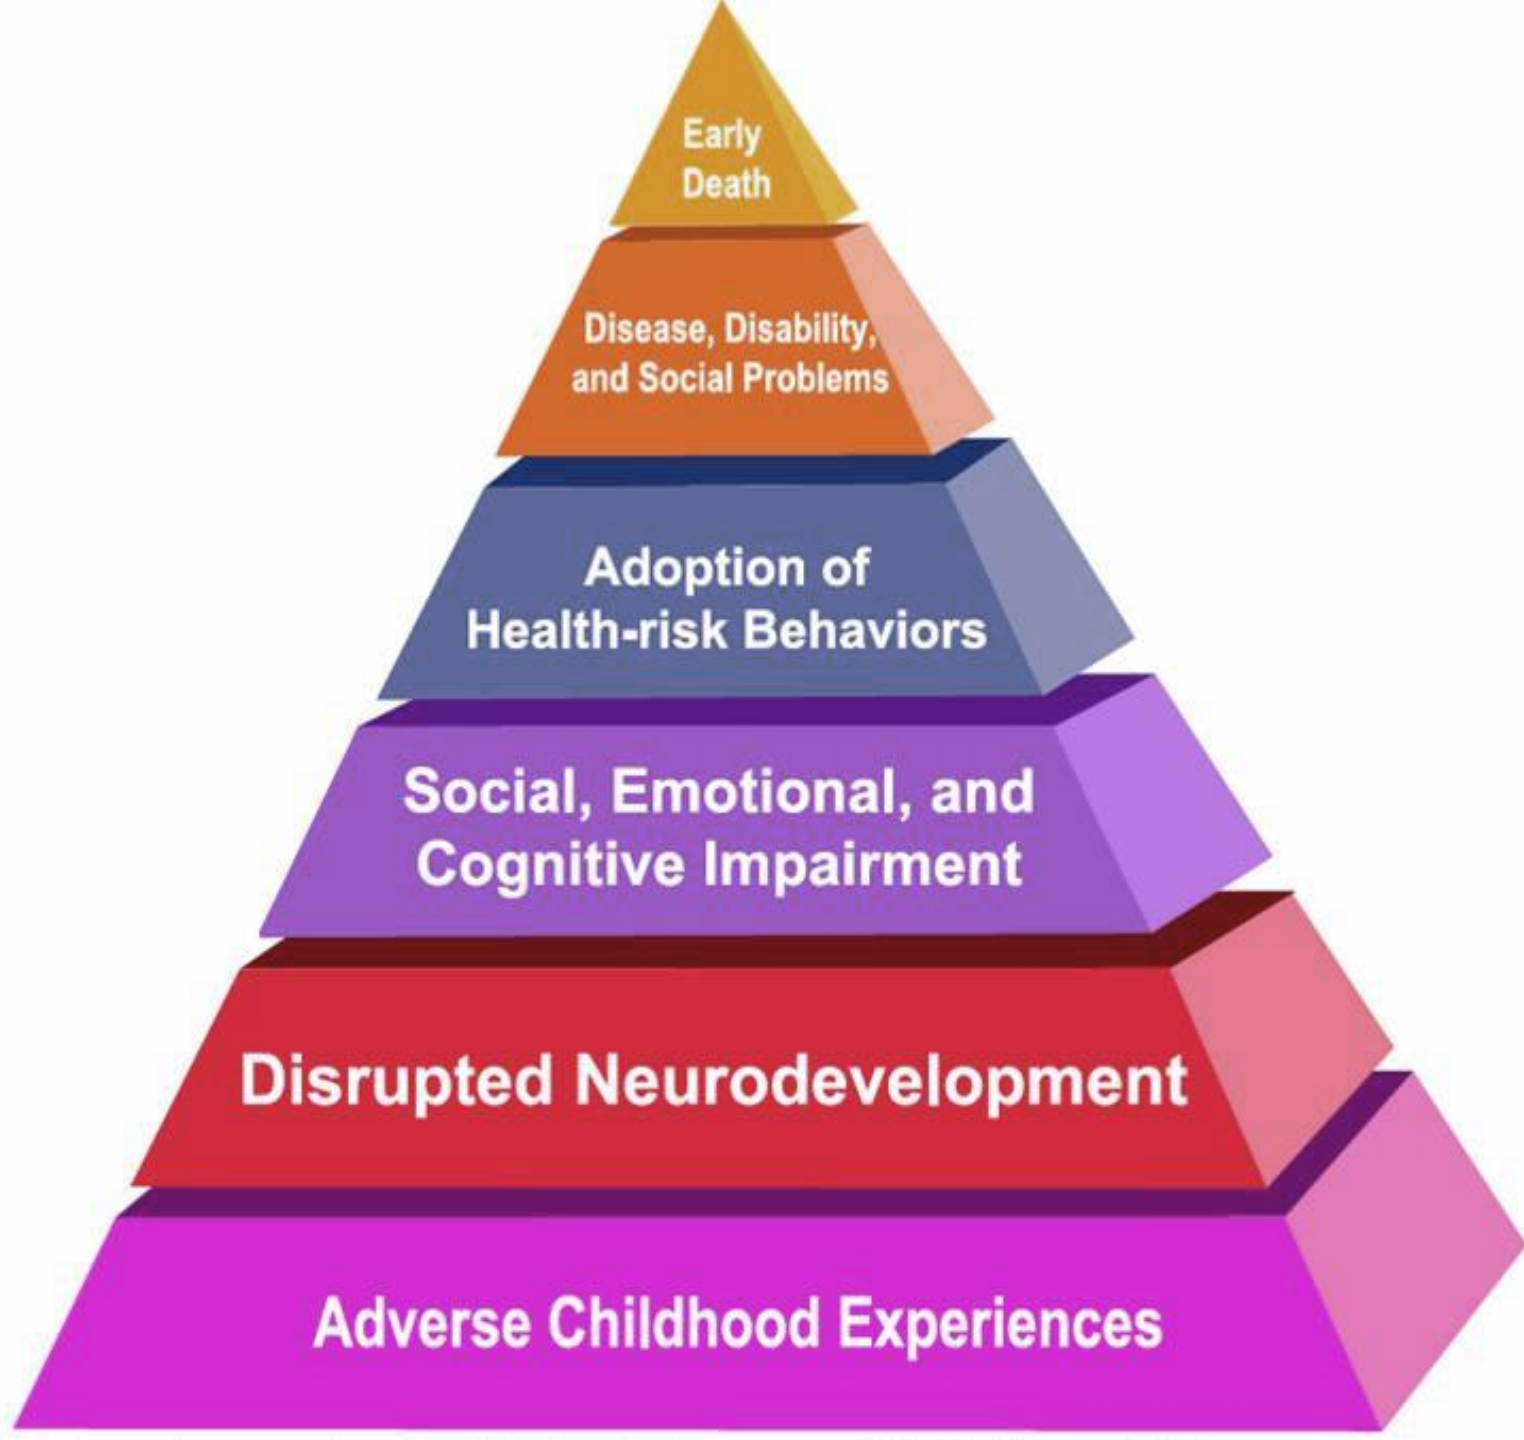 Early
Death
Disease, Disability,
and Social Problems
Adoption of
Health-risk Behaviors
Social, Emotional, and
Cognitive Impairment
Disrupted Neurodevelopment
Adverse Childhood Experiences